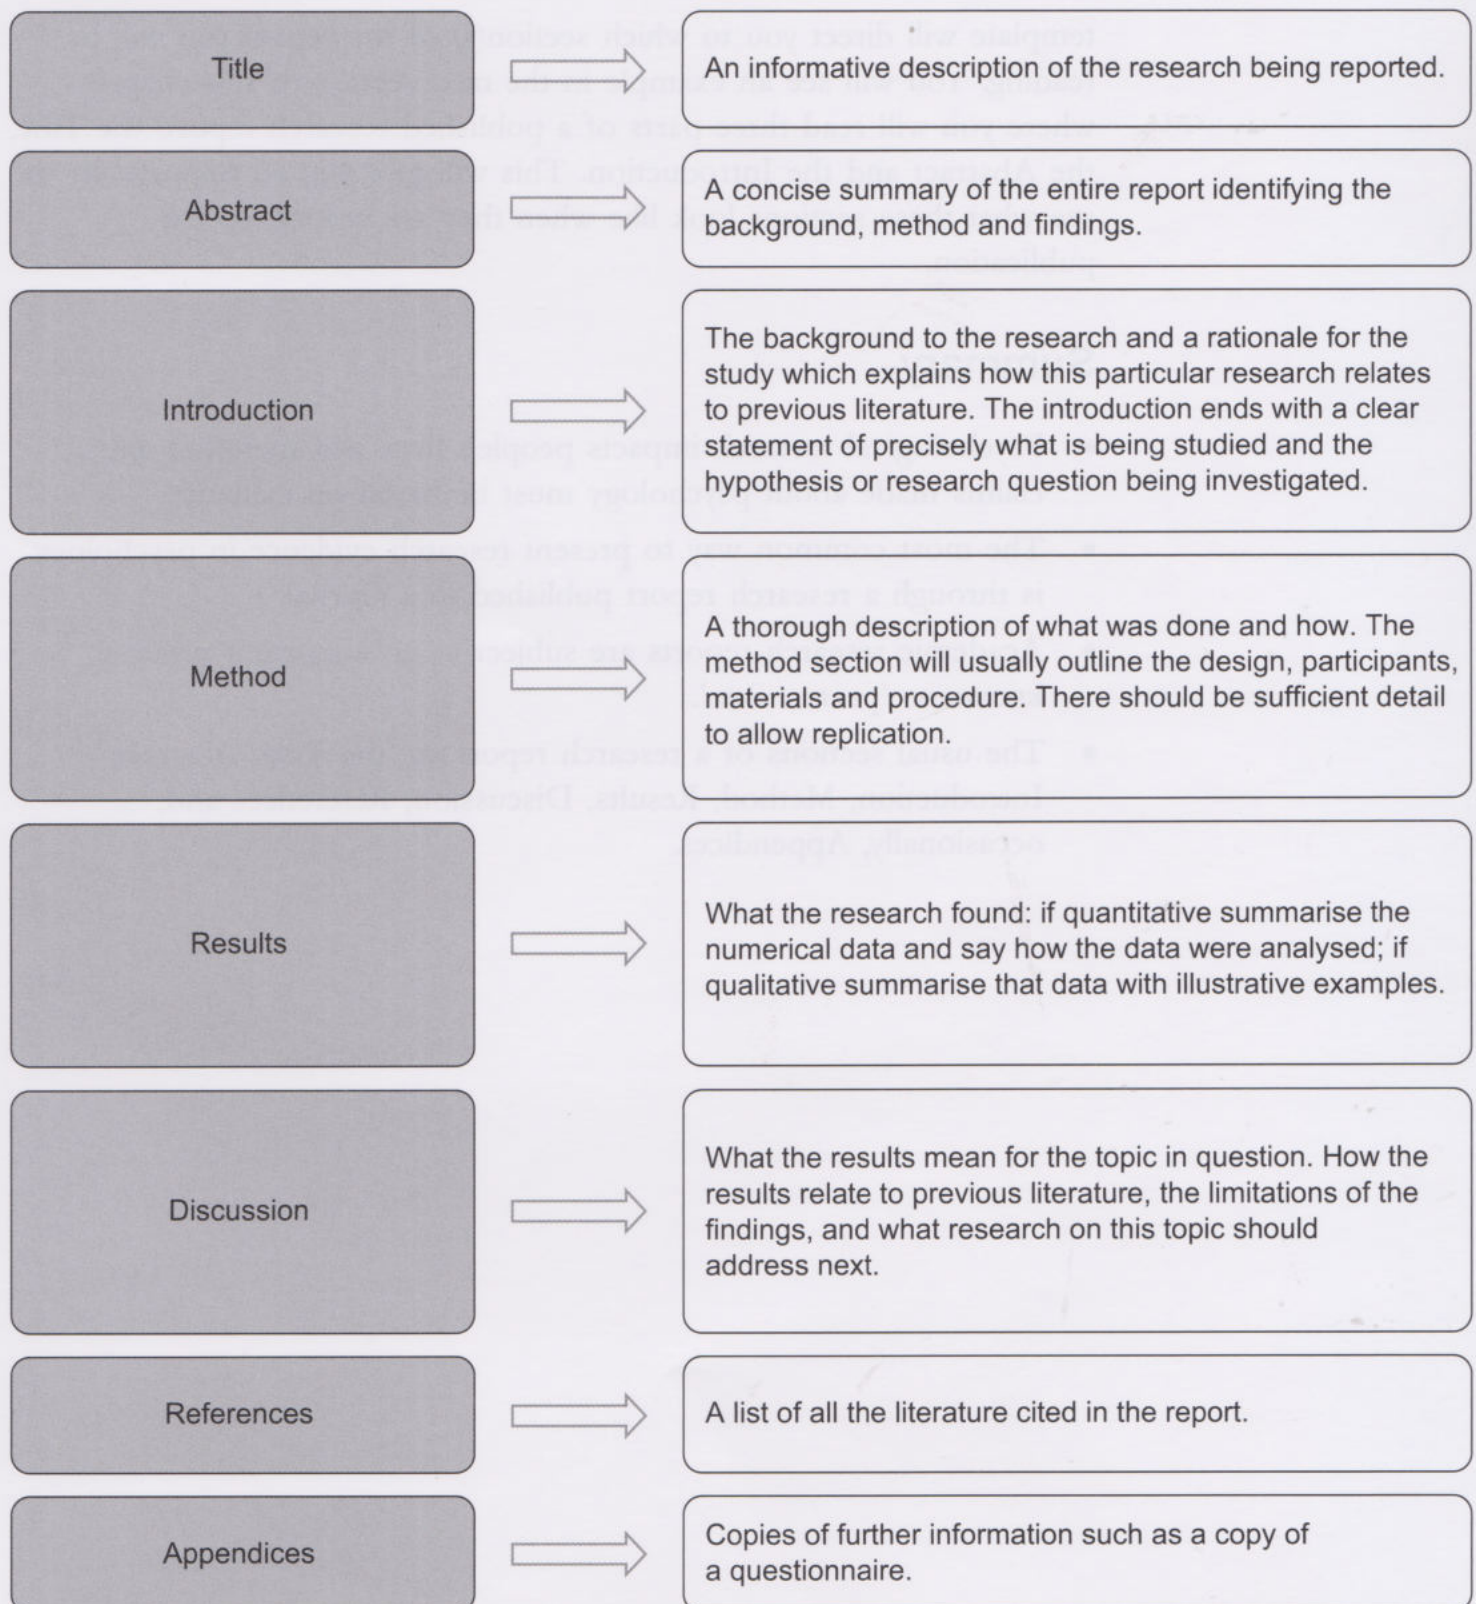 Title
An informative description of the research being reported.
Abstract
A concise summary of the entire report identifying the
background, method and findings.
Introduction
The background to the research and a rationale for the
study which explains how this particular research relates
to previous literature. The introduction ends with a clear
statement of precisely what is being studied and the
hypothesis or research question being investigated.
Method
A thorough description of what was done and how. The
method section will usually outline the design, participants,
materials and procedure. There should be sufficient detail
to allow replication.
Results
What the research found: if quantitative summarise the
numerical data and say how the data were analysed; if
qualitative summarise that data with illustrative examples.
Discussion
What the results mean for the topic in question. How the
results relate to previous literature, the limitations of the
findings, and what research on this topic should
address next.
References
A list of all the literature cited in the report.
Appendices
Copies of further information such as a copy of
a questionnaire.